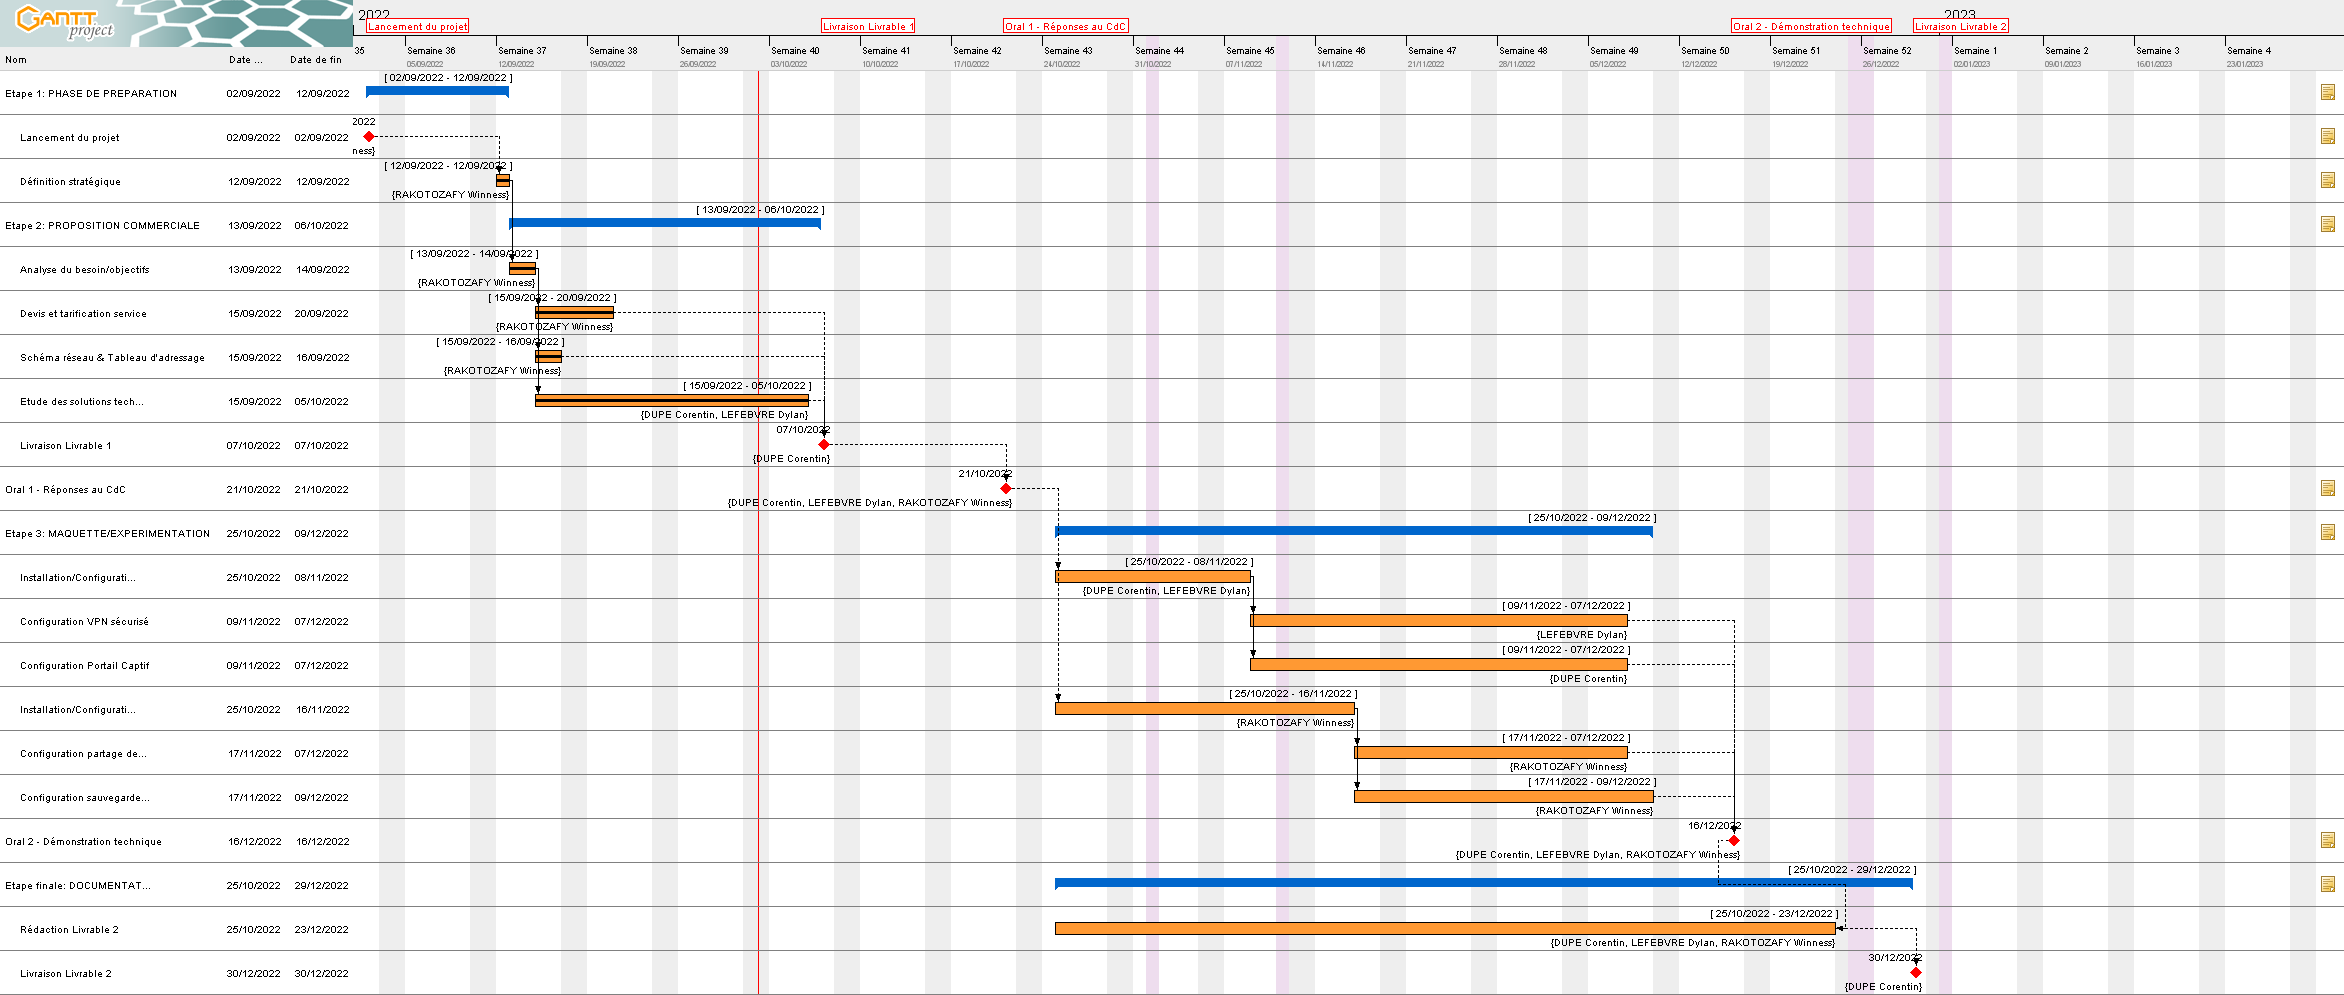 GANTT
project
2022
2023
Lancement du projet
Livraison Livrable 1
Oral 1 - Réponses au CdC
Oral 2 - Démonstration technique
Livraison Livrable 2
35 Semaine 36 Semaine 37 Semaine 38 Semaine 39 Semaine 40 Semaine 41 Semaine 42 Semaine 43 Semaine 44 Semaine 45 Semaine 46 Semaine 47 Semaine 48 Semaine 49 Semaine 50 Semaine 51 Semaine 52 Semaine 1 Semaine 2 Semaine 3 Semaine 4
Nom Date ... Date de fin
05/09/2022 12/09/2022 19/09/2022 26/09/2022 03/10/2022 10/10/2022 17/10/2022 24/10/2022 31/10/2022 07/11/2022 14/11/2022 21/11/2022 28/11/2022 05/12/2022 12/12/2022 19/12/2022 26/12/2022 02/01/2023 09/01/2023 16/01/2023 23/01/2023
[ 02/09/2022 - 12/09/2022 ]
Etape 1: PHASE DE PREPARATION 02/09/2022 12/09/2022
2022
Lancement du projet 02/09/2022 02/09/2022
ness}
[ 12/09/2022 - 12/09/2022 ]
Définition stratégique 12/09/2022 12/09/2022
{RAKOTOZAFY Winness}
[ 13/09/2022 - 06/10/2022 ]
Etape 2: PROPOSITION COMMERCIALE 13/09/2022 06/10/2022
[ 13/09/2022 - 14/09/2022 ]
Analyse du besoin/objectifs 13/09/2022 14/09/2022
{RAKOTOZAFY Winness}
[ 15/09/2022 - 20/09/2022 ]
Devis et tarification service 15/09/2022 20/09/2022
{RAKOTOZAFY Winness}
[ 15/09/2022 - 16/09/2022 ]
Schéma réseau & Tableau d'adressage 15/09/2022 16/09/2022
{RAKOTOZAFY Winness}
[ 15/09/2022 - 05/10/2022 ]
Etude des solutions tech... 15/09/2022 05/10/2022
{DUPE Corentin, LEFEBVRE Dylan}
07/10/2022
Livraison Livrable 1 07/10/2022 07/10/2022
{DUPE Corentin}
21/10/2022
Oral 1 - Réponses au CdC 21/10/2022 21/10/2022
{DUPE Corentin, LEFEBVRE Dylan, RAKOTOZAFY Winness}
[ 25/10/2022 - 09/12/2022 ]
Etape 3: MAQUETTE/EXPERIMENTATION 25/10/2022 09/12/2022
[ 25/10/2022 - 08/11/2022 ]
Installation/Configurati... 25/10/2022 08/11/2022
{DUPE Corentin, LEFEBVRE Dylan}
[ 09/11/2022 - 07/12/2022 ]
Configuration VPN sécurisé 09/11/2022 07/12/2022
{LEFEBVRE Dylan}
[ 09/11/2022 - 07/12/2022 ]
Configuration Portail Captif 09/11/2022 07/12/2022
{DUPE Corentin}
[ 25/10/2022 - 16/11/2022 ]
Installation/Configurati... 25/10/2022 16/11/2022
{RAKOTOZAFY Winness}
[ 17/11/2022 - 07/12/2022 ]
Configuration partage de... 17/11/2022 07/12/2022
{RAKOTOZAFY Winness}
[ 17/11/2022 - 09/12/2022 ]
Configuration sauvegarde... 17/11/2022 09/12/2022
{RAKOTOZAFY Winness}
16/12/2022
Oral 2 - Démonstration technique 16/12/2022 16/12/2022
{DUPE Corentin, LEFEBVRE Dylan, RAKOTOZAFY Winness}
[ 25/10/2022 - 29/12/2022 ]
Etape finale: DOCUMENTAT... 25/10/2022 29/12/2022
[ 25/10/2022 - 23/12/2022 ]
Rédaction Livrable 2 25/10/2022 23/12/2022
{DUPE Corentin, LEFEBVRE Dylan, RAKOTOZAFY Winness}
30/12/2022
Livraison Livrable 2 30/12/2022 30/12/2022
{DUPE Corentin}